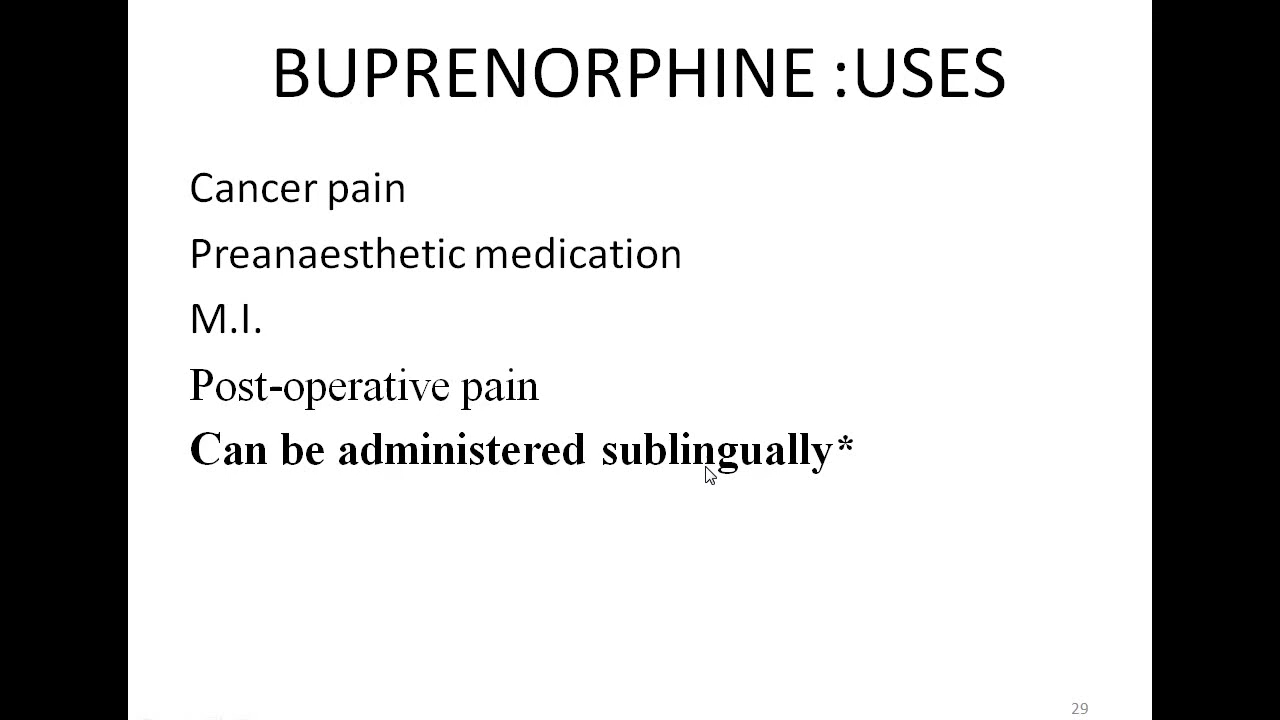 BUPRENORPHINE :USES
Cancer pain
Preanaesthetic medication
M.I.
Post-operative pain
Can be administered sublingually*
29